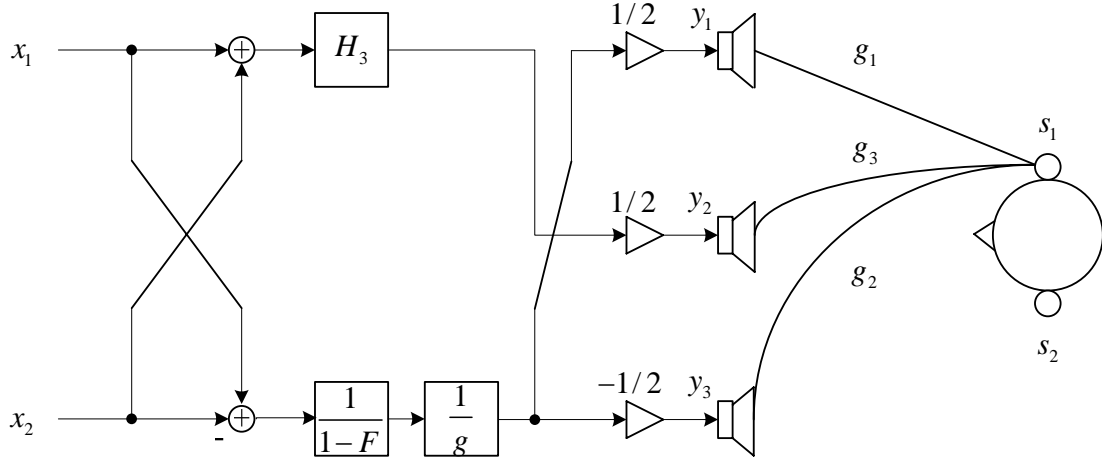 1/2
y₁
x₁
+
H₃
g₁
s₁
g₃
1/2
y₂
g₂
s₂
-1/2
y₃
x₂
+
-
1
1-F
1
g